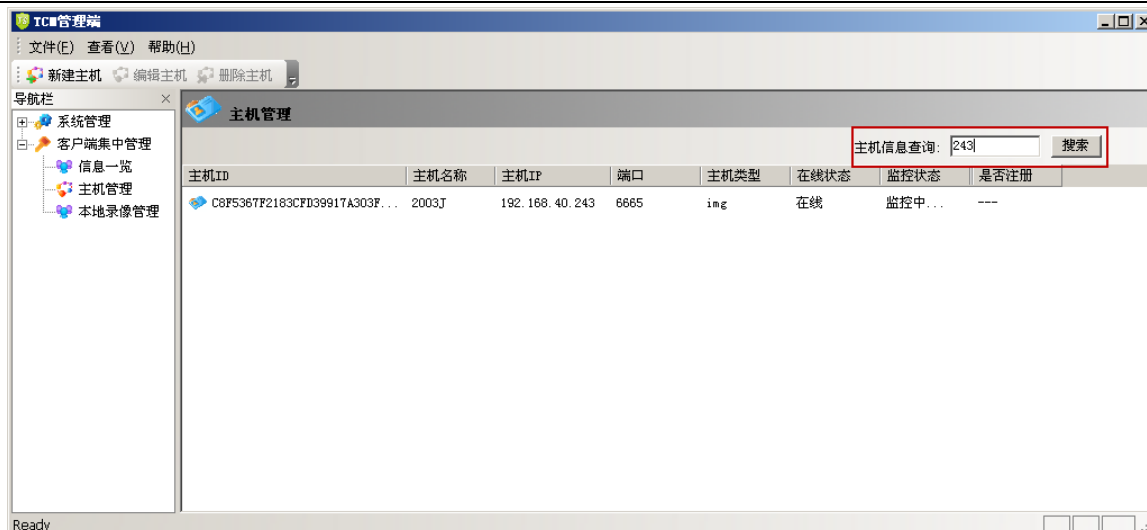 TCM管理端
文件(F) 查看(V) 帮助(H)
新建主机 编辑主机 删除主机
导航栏
系统管理
客户端集中管理
信息一览
主机管理
本地录像管理
主机管理
主机信息查询: 243 搜索
主机ID 主机名称 主机IP 端口 主机类型 在线状态 监控状态 是否注册
C8F5367F2183CFD39917A303F... 2003J 192.168.40.243 6665 img 在线 监控中... ---
Ready